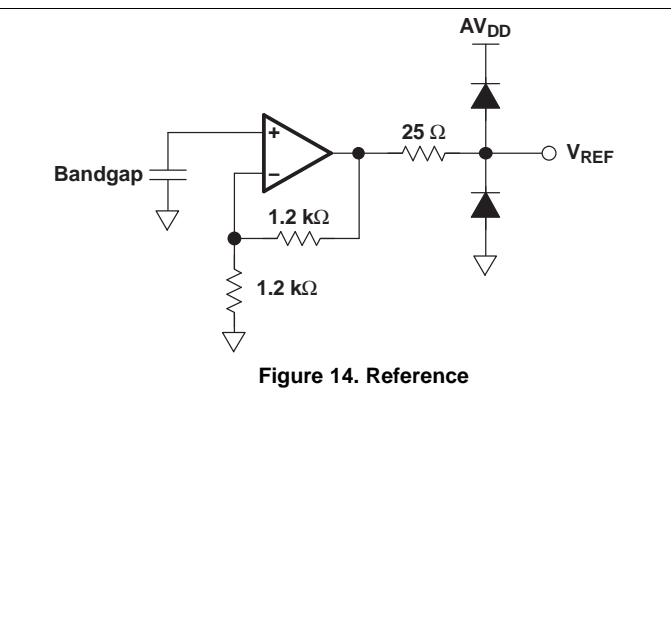 AVDD
+
25 Ω
VREF
Bandgap
−
1.2 kΩ
1.2 kΩ
Figure 14. Reference